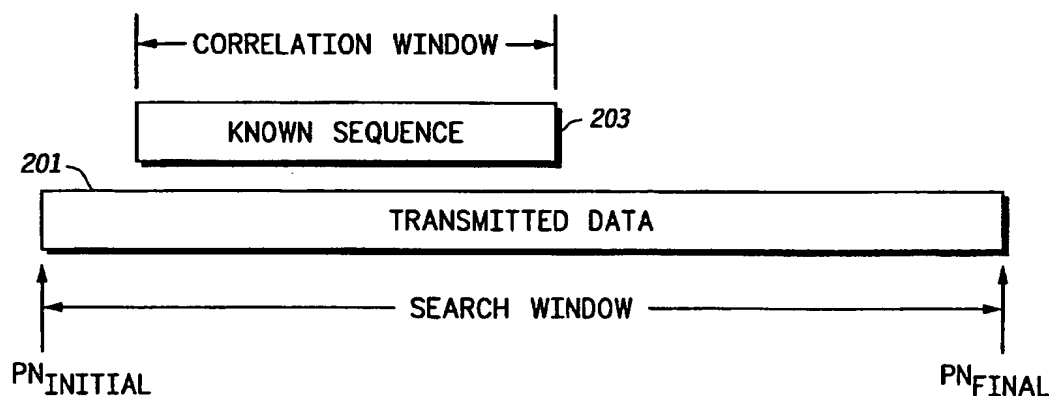 CORRELATION WINDOW
KNOWN SEQUENCE
203
201
TRANSMITTED DATA
SEARCH WINDOW
PNINITIAL
PNFINAL